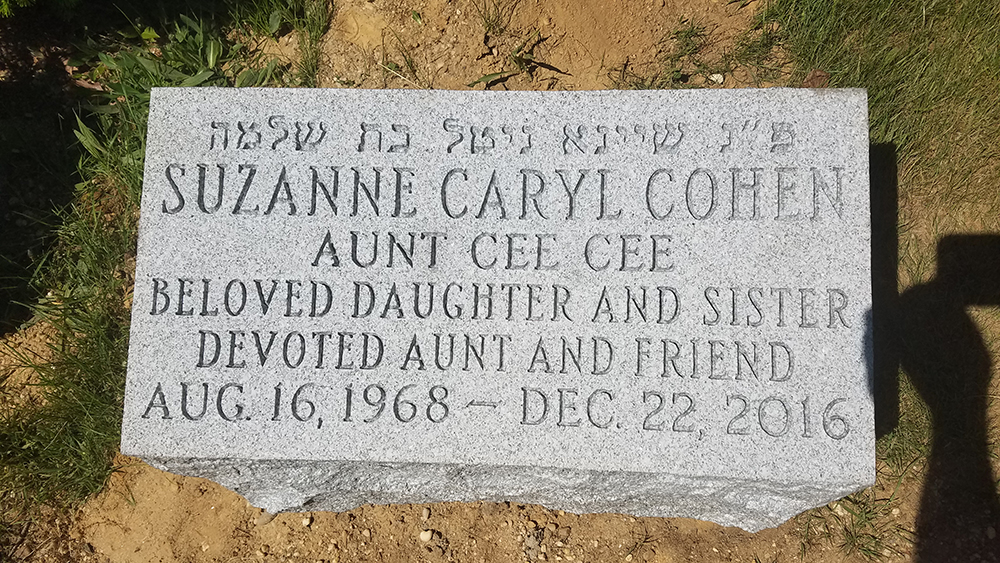 פ״נ שיינא ניטל בת שלמה
SUZANNE CARYL COHEN
AUNT CEE CEE
BELOVED DAUGHTER AND SISTER
DEVOTED AUNT AND FRIEND
AUG. 16, 1968 – DEC. 22, 2016